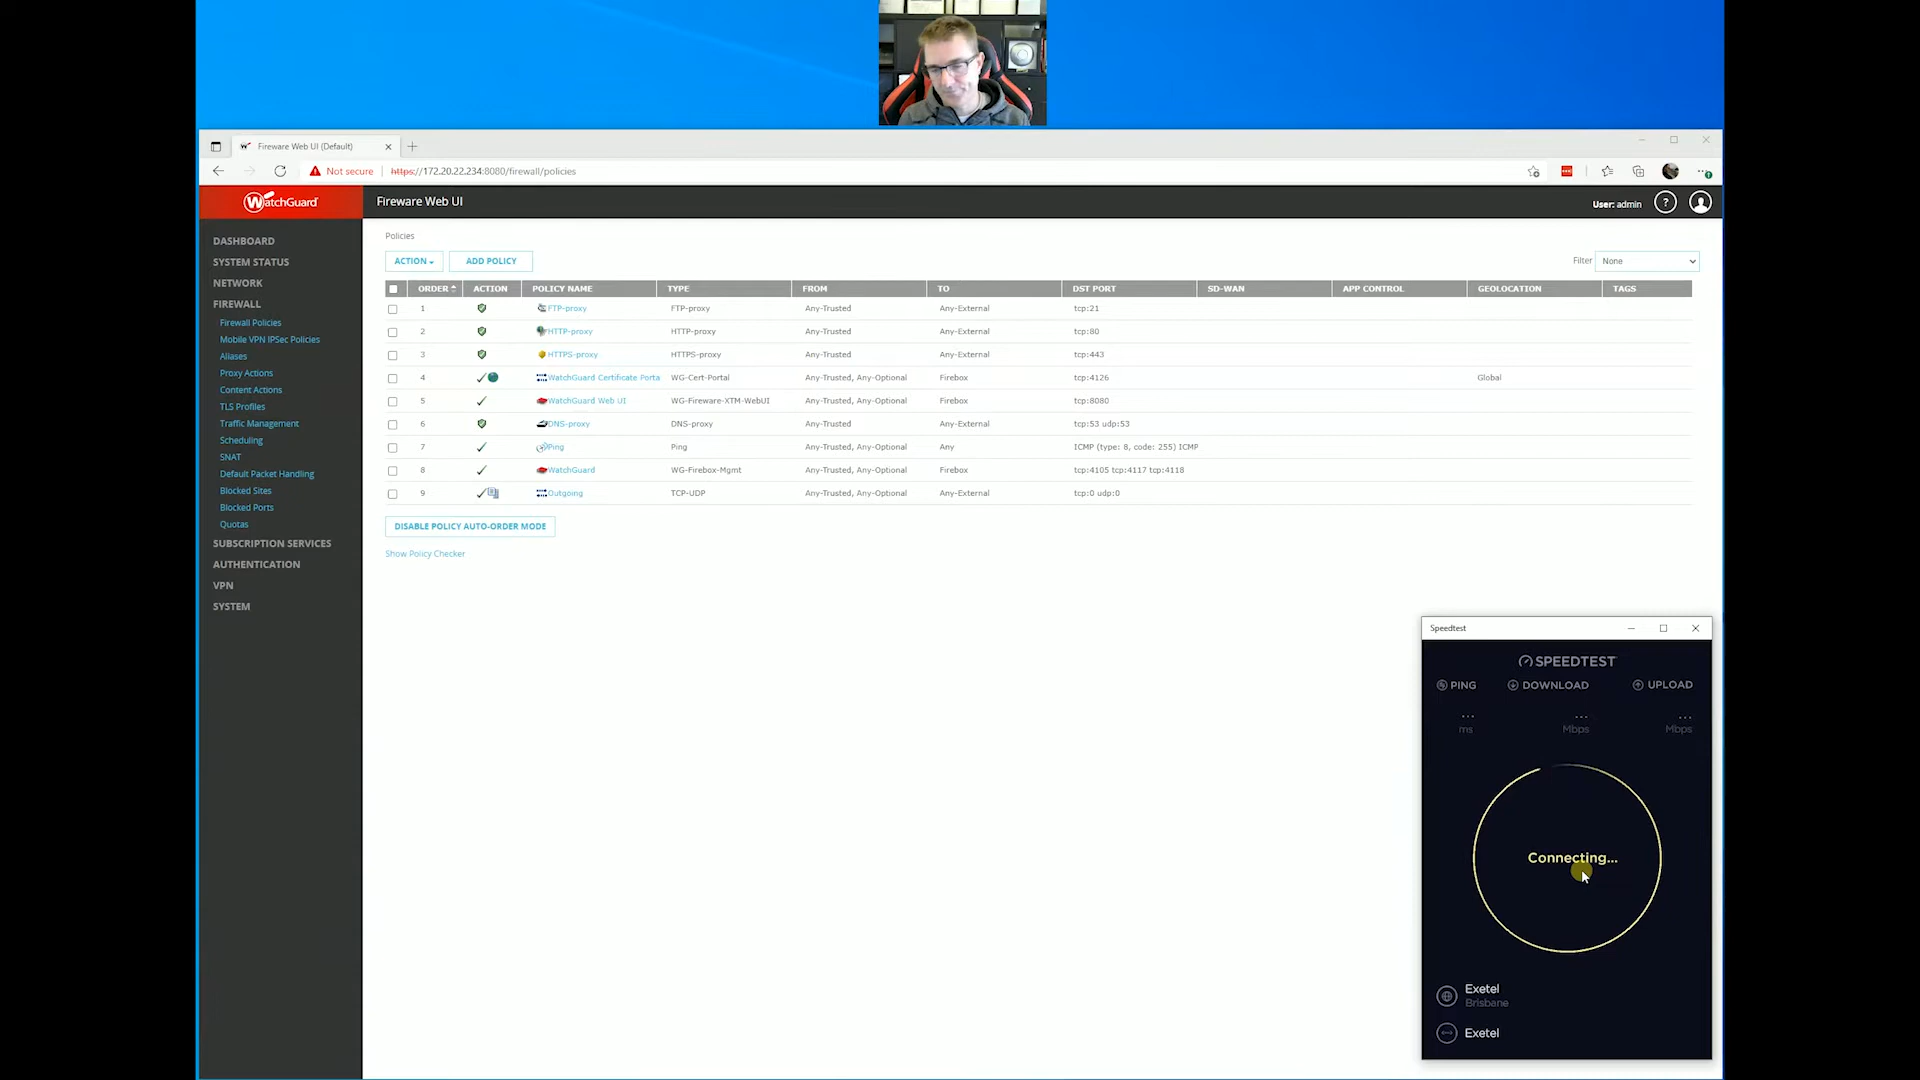 Fireware Web UI (Default)
Not secure
https://172.20.22.234:8080/firewall/policies
WatchGuard
Fireware Web UI
User: admin
?
DASHBOARD
SYSTEM STATUS
NETWORK
FIREWALL
Firewall Policies
Mobile VPN IPSec Policies
Aliases
Proxy Actions
Content Actions
TLS Profiles
Traffic Management
Scheduling
SNAT
Default Packet Handling
Blocked Sites
Blocked Ports
Quotas
SUBSCRIPTION SERVICES
AUTHENTICATION
VPN
SYSTEM
Policies
ACTION ADD POLICY Filter None
ORDER ACTION POLICY NAME TYPE FROM TO DST PORT SD-WAN APP CONTROL GEOLOCATION TAGS
1 FTP-proxy FTP-proxy Any-Trusted Any-External tcp:21
2 HTTP-proxy HTTP-proxy Any-Trusted Any-External tcp:80
3 HTTPS-proxy HTTPS-proxy Any-Trusted Any-External tcp:443
4 WatchGuard Certificate Porta WG-Cert-Portal Any-Trusted, Any-Optional Firebox tcp:4126 Global
5 WatchGuard Web UI WG-Fireware-XTM-WebUI Any-Trusted, Any-Optional Firebox tcp:8080
6 DNS-proxy DNS-proxy Any-Trusted Any-External tcp:53 udp:53
7 Ping Ping Any-Trusted, Any-Optional Any ICMP (type: 8, code: 255) ICMP
8 WatchGuard WG-Firebox-Mgmt Any-Trusted, Any-Optional Firebox tcp:4105 tcp:4117 tcp:4118
9 Outgoing TCP-UDP Any-Trusted, Any-Optional Any-External tcp:0 udp:0
DISABLE POLICY AUTO-ORDER MODE
Show Policy Checker
Speedtest
SPEEDTEST
PING DOWNLOAD UPLOAD
... ... ...
ms Mbps Mbps
Connecting...
Exetel
Brisbane
Exetel